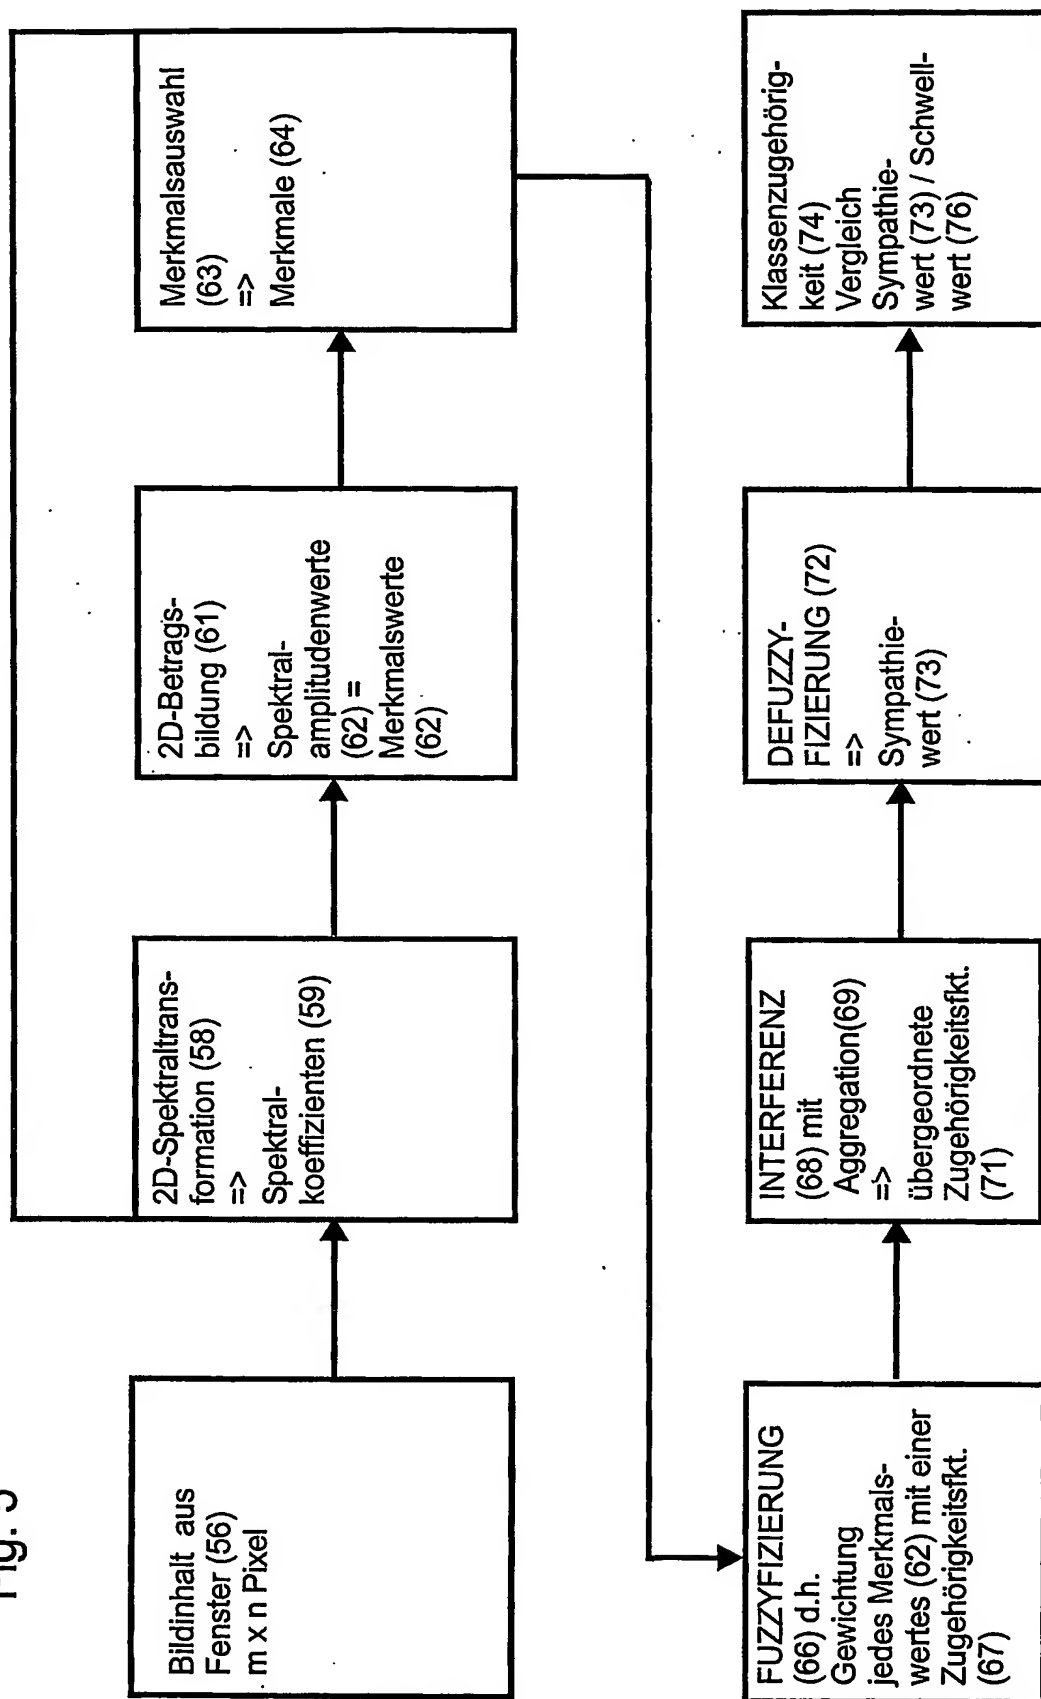 Fig. 5
Bildinhalt aus
Fenster (56)
m x n Pixel
2D-Spektraltrans-
formation (58)
=>
Spektral-
koeffizienten (59)
2D-Betrags-
bildung (61)
=>
Spektral-
amplitudenwerte
(62) =
Merkmalswerte
(62)
Merkmalsauswahl
(63)
=>
Merkmale (64)
FUZZYFIZIERUNG
(66) d.h.
Gewichtung
jedes Merkmals-
wertes (62) mit einer
Zugehörigkeitsfkt.
(67)
INTERFERENZ
(68) mit
Aggregation(69)
=>
übergeordnete
Zugehörigkeitsfkt.
(71)
DEFUZZY-
FIZIERUNG (72)
=>
Sympathie-
wert (73)
Klassenzugehörig-
keit (74)
Vergleich
Sympathie-
wert (73) / Schwell-
wert (76)